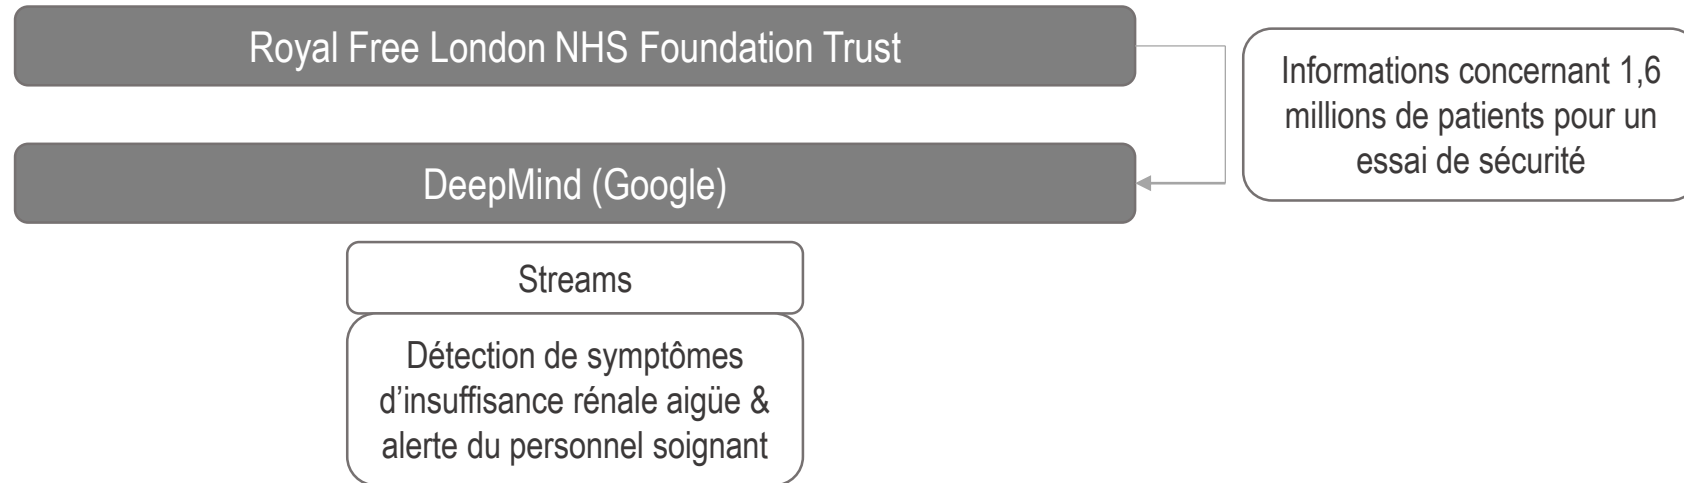 Royal Free London NHS Foundation Trust
Informations concernant 1,6
millions de patients pour un
essai de sécurité
DeepMind (Google)
Streams
Détection de symptômes
d’insuffisance rénale aigüe &
alerte du personnel soignant